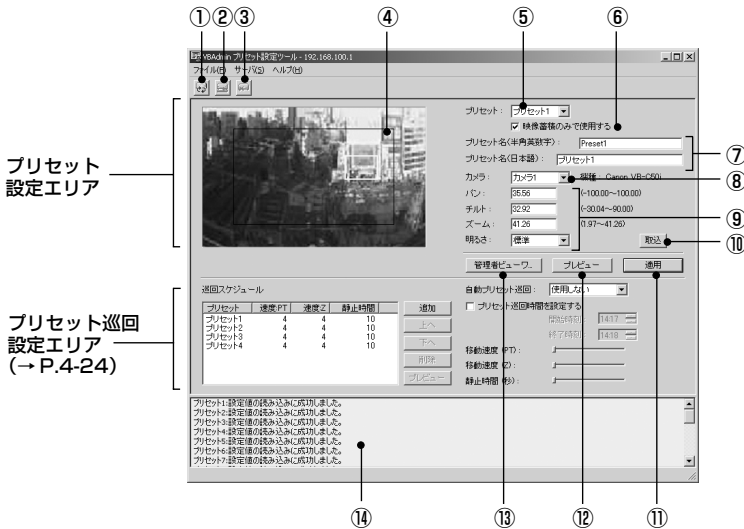 ① ② ③ ④ ⑤ ⑥
VBAdmin プリセット設定ツール - 192.168.100.1
ファイル(F) サーバ(S) ヘルプ(H)
プリセット
設定エリア
プリセット: プリセット1
映像蓄積のみで使用する
プリセット名(半角英数字): Preset1
プリセット名(日本語): プリセット1
⑦
カメラ: カメラ1 機種: Canon VB-C50i
⑧
パン: 35.56 (-100.00~100.00)
チルト: 32.92 (-30.04~90.00)
ズーム: 41.26 (1.97~41.26)
⑨
明るさ: 標準 取込
⑩
管理者ビューワ... プレビュー 適用
プリセット巡回
設定エリア
(→P.4-24)
巡回スケジュール
プリセット 速度:PT 速度:Z 静止時間
プリセット1 4 4 10
プリセット2 4 4 10
プリセット3 4 4 10
プリセット4 4 4 10
追加
上へ
下へ
削除
プレビュー
自動プリセット巡回: 使用しない
プリセット巡回時間を設定する
開始時刻: 14:17
終了時刻: 14:18
移動速度 (PT):
移動速度 (Z):
静止時間 (秒):
プリセット1:設定値の読み込みに成功しました。
プリセット2:設定値の読み込みに成功しました。
プリセット3:設定値の読み込みに成功しました。
プリセット4:設定値の読み込みに成功しました。
プリセット5:設定値の読み込みに成功しました。
プリセット6:設定値の読み込みに成功しました。
プリセット7:設定値の読み込みに成功しました。
⑭ ⑬ ⑫ ⑪